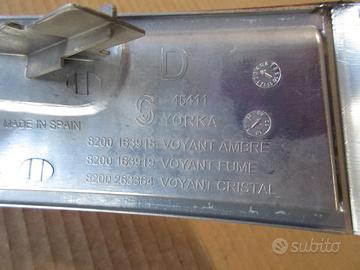 D
15411
YORKA
MADE IN SPAIN
8200 163918 VOYANT AMBRE
8200 163919 VOYANT FUME
8200 263364 VOYANT CRISTAL
subito